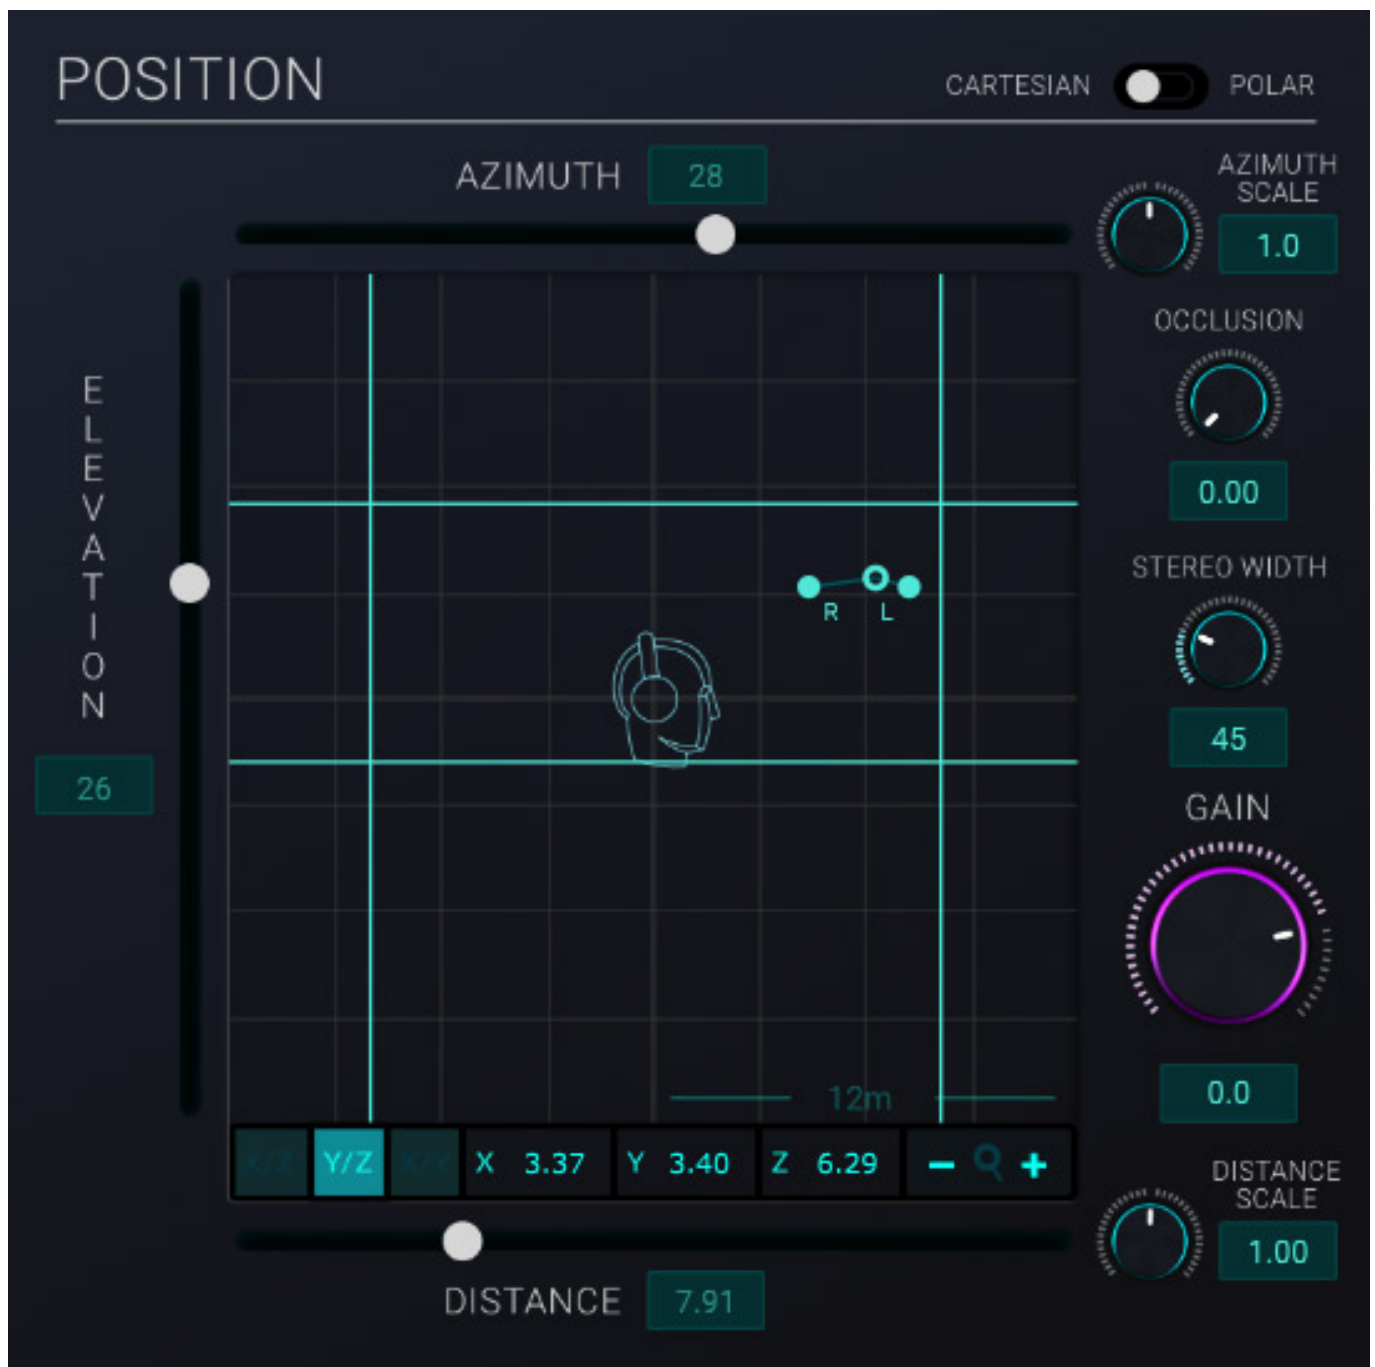 POSITION
CARTESIAN
POLAR
AZIMUTH 28
AZIMUTH
SCALE
1.0
OCCLUSION
0.00
ELEVATION
26
R L
STEREO WIDTH
45
GAIN
0.0
12m
X/Z Y/Z X/Y X 3.37 Y 3.40 Z 6.29 − +
DISTANCE
SCALE
1.00
DISTANCE 7.91